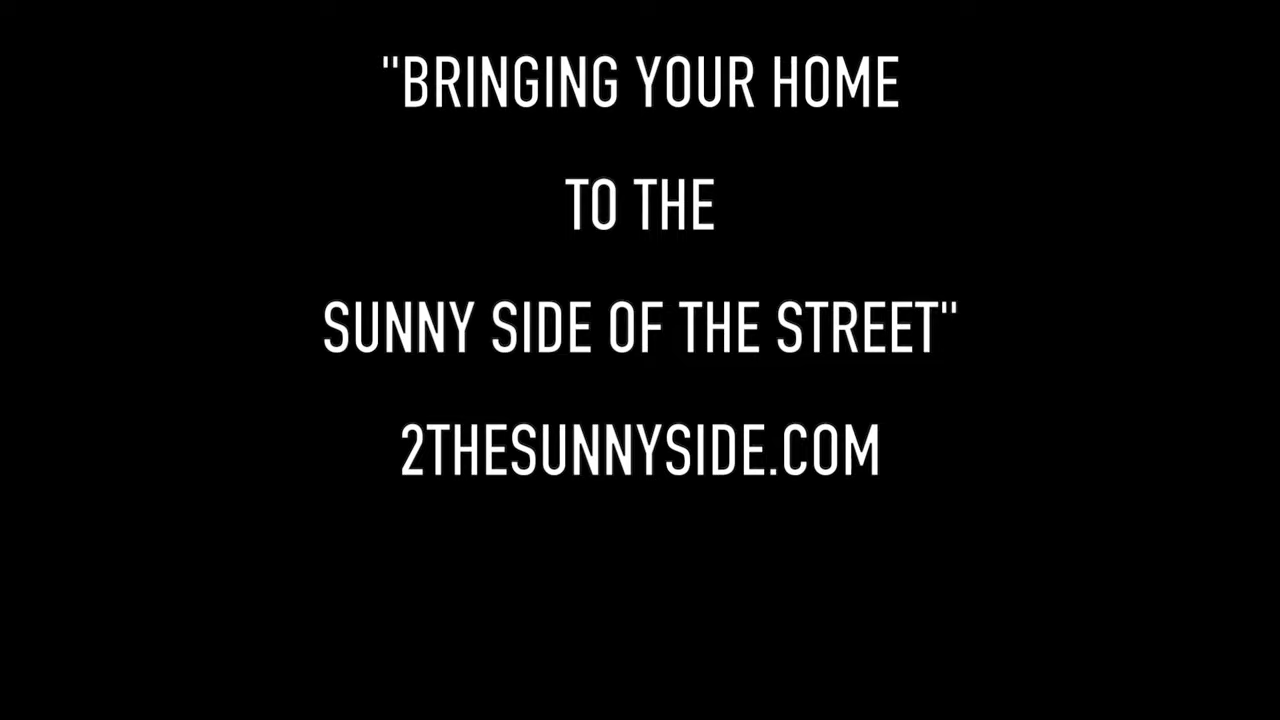 "BRINGING YOUR HOME
TO THE
SUNNY SIDE OF THE STREET"
2THESUNNYSIDE.COM